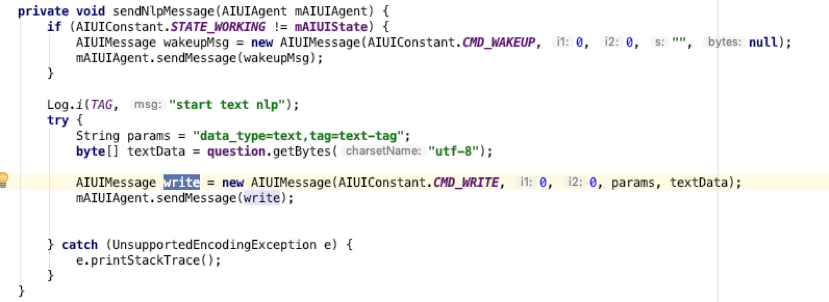 private void sendNlpMessage(AIUIAgent mAIUIAgent) {
if (AIUIConstant.STATE_WORKING != mAIUIState) {
AIUIMessage wakeupMsg = new AIUIMessage(AIUIConstant.CMD_WAKEUP, i1: 0, i2: 0, s: "", bytes: null);
mAIUIAgent.sendMessage(wakeupMsg);
}
Log.i(TAG, msg: "start text nlp");
try {
String params = "data_type=text,tag=text-tag";
byte[] textData = question.getBytes( charsetName: "utf-8");
AIUIMessage write = new AIUIMessage(AIUIConstant.CMD_WRITE, i1: 0, i2: 0, params, textData);
mAIUIAgent.sendMessage(write);
} catch (UnsupportedEncodingException e) {
e.printStackTrace();
}
}